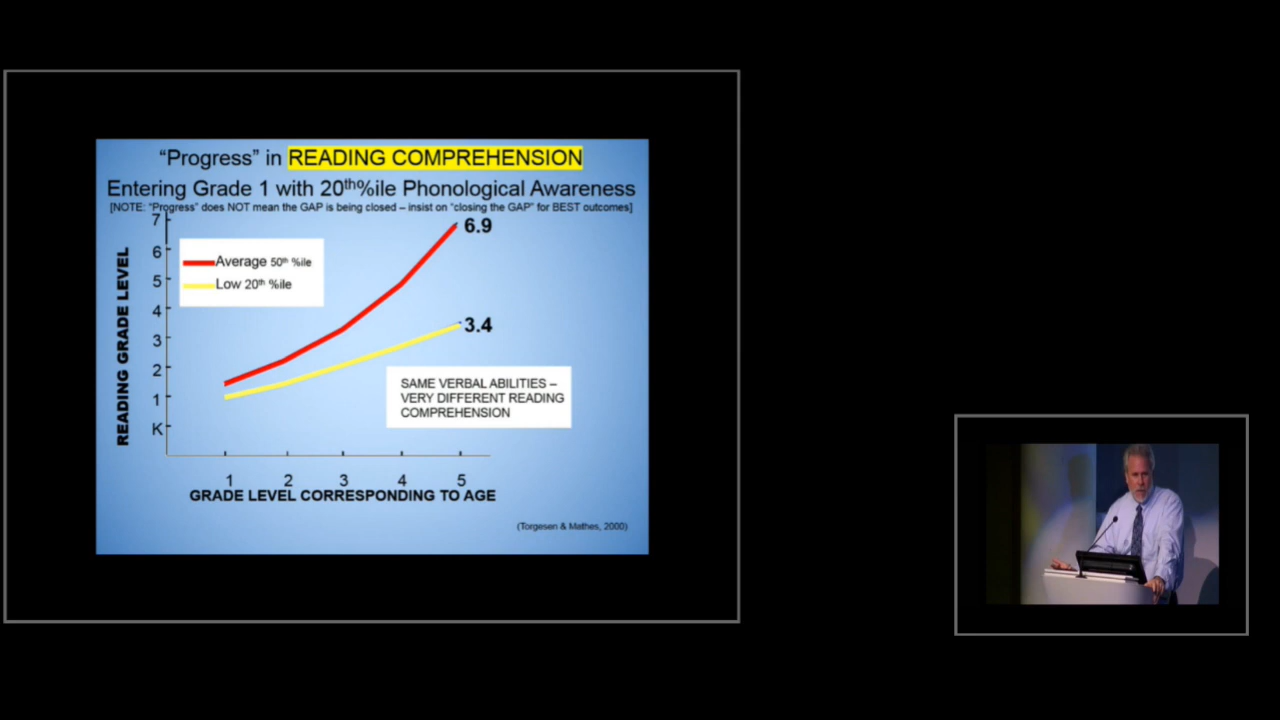 “Progress” in READING COMPREHENSION
Entering Grade 1 with 20th%ile Phonological Awareness
[NOTE: “Progress” does NOT mean the GAP is being closed – insist on “closing the GAP” for BEST outcomes]
7
6
5
4
3
2
1
K
READING GRADE LEVEL
Average 50th %ile
Low 20th %ile
6.9
3.4
SAME VERBAL ABILITIES –
VERY DIFFERENT READING
COMPREHENSION
1 2 3 4 5
GRADE LEVEL CORRESPONDING TO AGE
(Torgesen & Mathes, 2000)